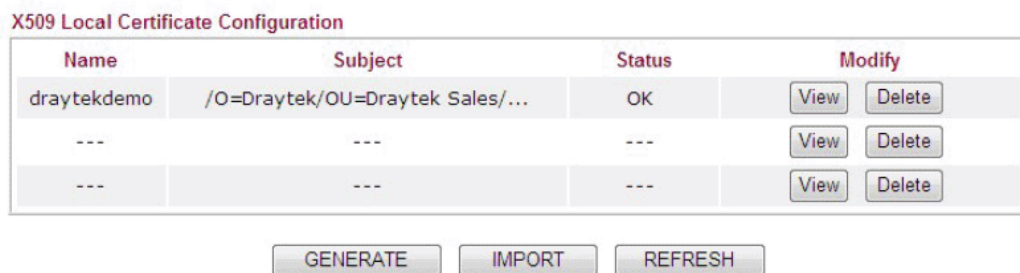 X509 Local Certificate Configuration
Name Subject Status Modify
draytekdemo /O=Draytek/OU=Draytek Sales/... OK View Delete
--- --- --- View Delete
--- --- --- View Delete
GENERATE IMPORT REFRESH